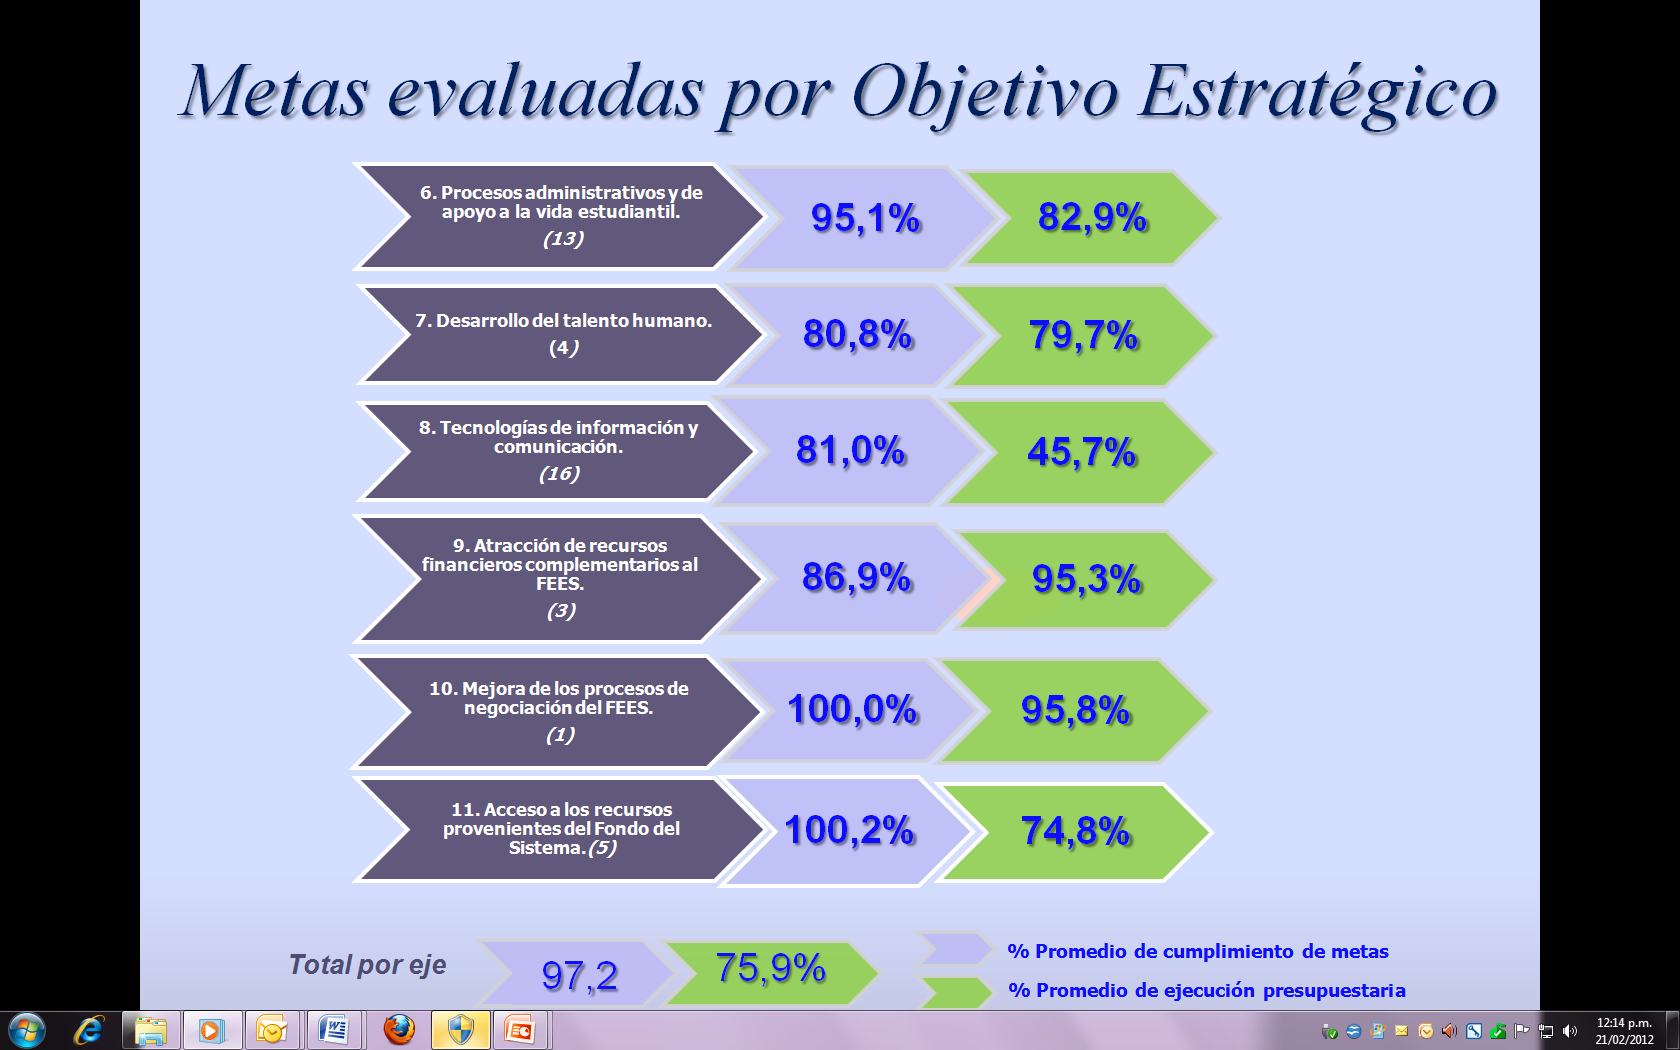 Metas evaluadas por Objetivo Estratégico
6. Procesos administrativos y de
apoyo a la vida estudiantil.
(13)
95,1%
82,9%
7. Desarrollo del talento humano.
(4)
80,8%
79,7%
8. Tecnologías de información y
comunicación.
(16)
81,0%
45,7%
9. Atracción de recursos
financieros complementarios al
FEES.
(3)
86,9%
95,3%
10. Mejora de los procesos de
negociación del FEES.
(1)
100,0%
95,8%
11. Acceso a los recursos
provenientes del Fondo del
Sistema.(5)
100,2%
74,8%
Total por eje
97,2
75,9%
% Promedio de cumplimiento de metas
% Promedio de ejecución presupuestaria
12:14 p.m.
21/02/2012